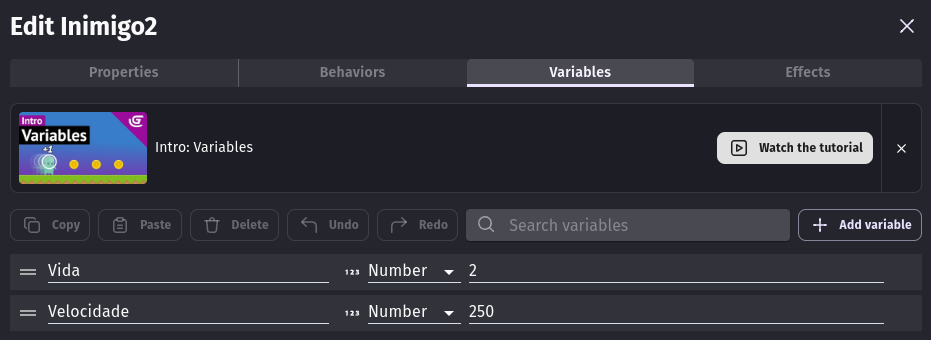 Edit Inimigo2
Properties
Behaviors
Variables
Effects
Intro
Variables
+1
Intro: Variables
Watch the tutorial
Copy
Paste
Delete
Undo
Redo
Search variables
Add variable
Vida
123
Number
2
Velocidade
123
Number
250